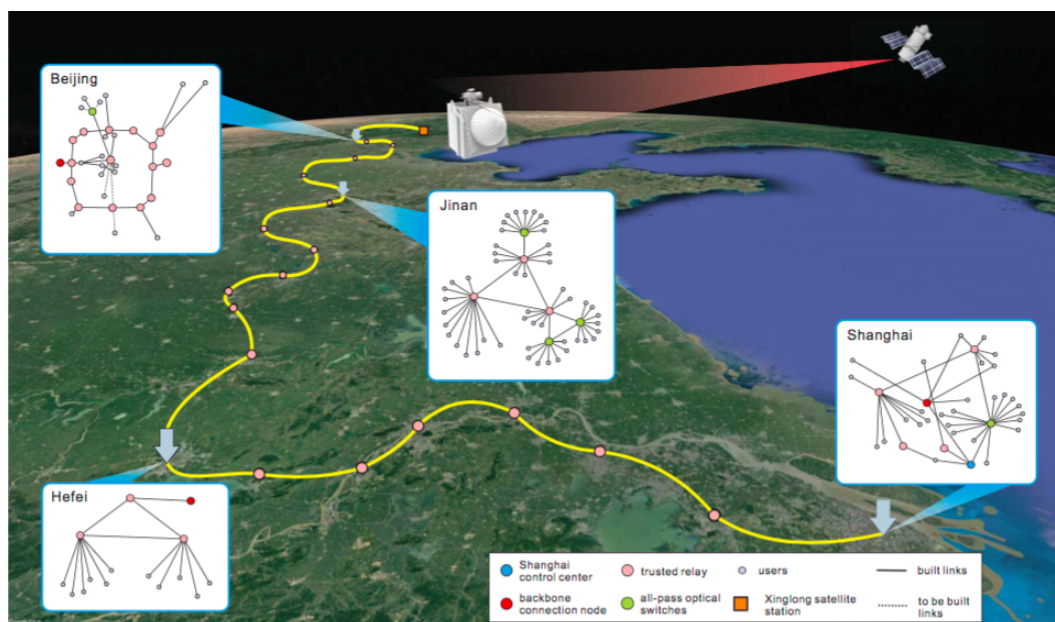 Beijing
Jinan
Shanghai
Hefei
Shanghai
control center
trusted relay
users
built links
backbone
connection node
all-pass optical
switches
Xinglong satellite
station
to be built
links